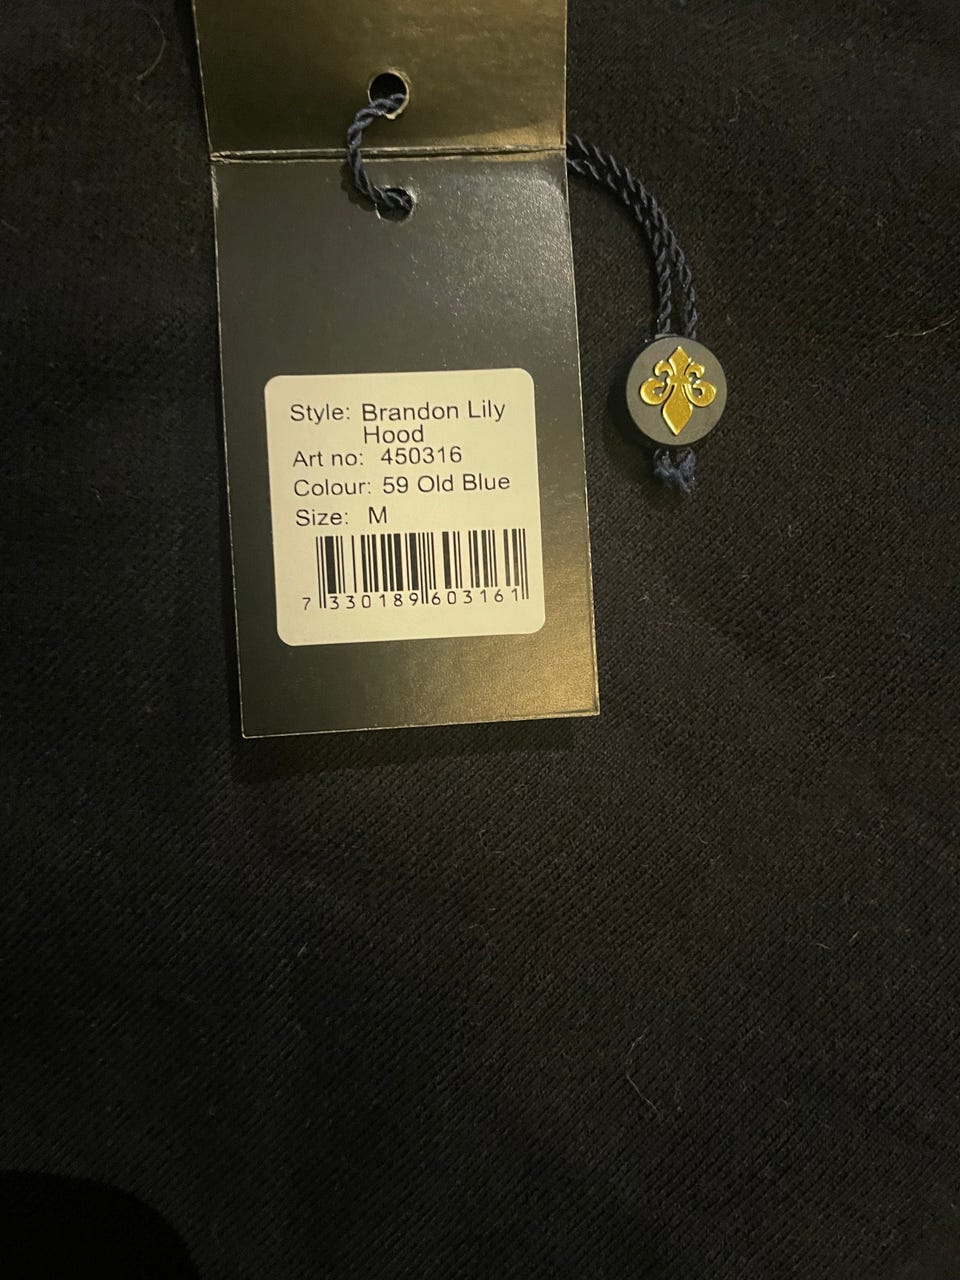 Style: Brandon Lily
Hood
Art no: 450316
Colour: 59 Old Blue
Size: M
7 330189 603161